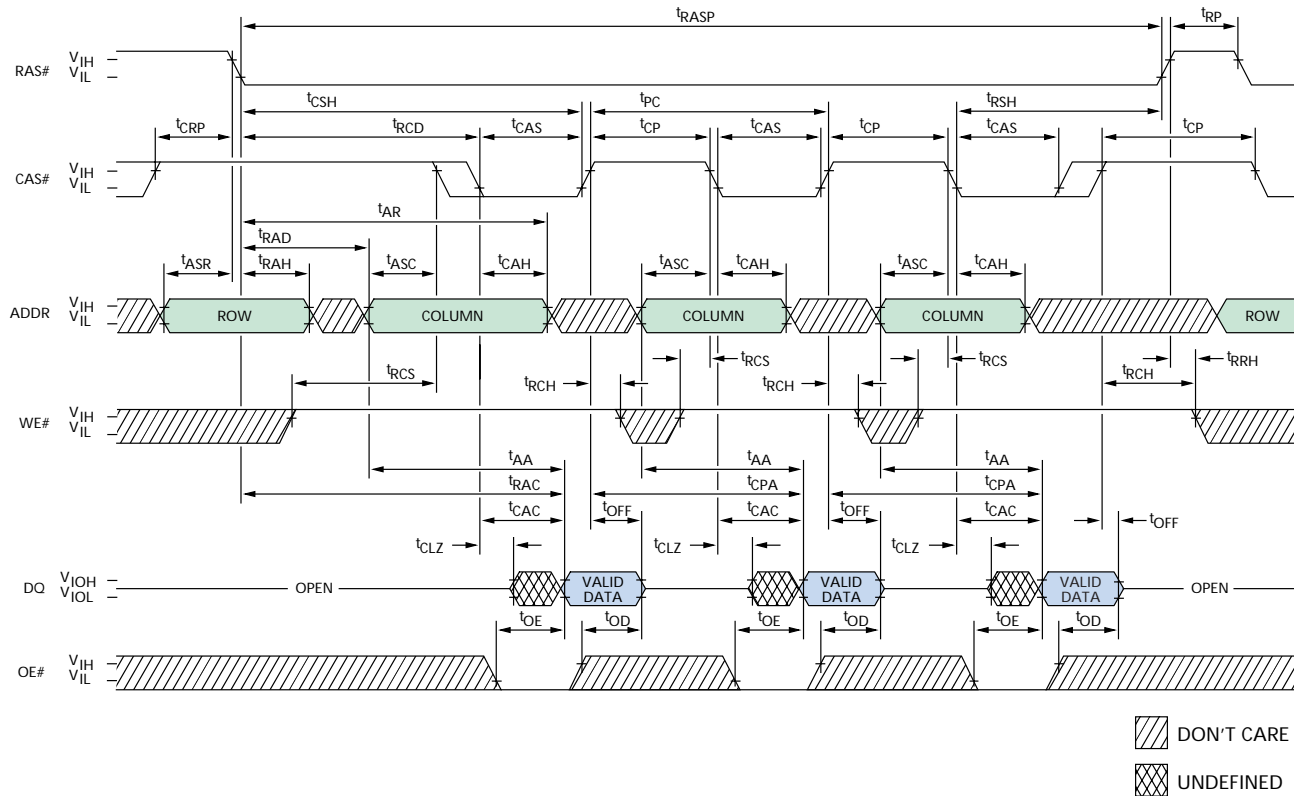 tRASP tRP
RAS# VIH
VIL
tCSH tPC tRSH
tCRP tRCD tCAS tCP tCAS tCP tCAS tCP
CAS# VIH
VIL
tAR
tRAD
tASR tRAH tASC tCAH tASC tCAH tASC tCAH
ADDR VIH
VIL
ROW COLUMN COLUMN COLUMN ROW
tRCS tRCH tRCS tRCH tRCS tRCH tRRH
WE# VIH
VIL
tAA tAA tAA
tRAC tCPA tCPA
tCAC tOFF tCAC tOFF tCAC tOFF
tCLZ tCLZ tCLZ
DQ VIOH
VIOL
OPEN VALID DATA VALID DATA VALID DATA OPEN
tOE tOD tOE tOD tOE tOD
OE# VIH
VIL
DON'T CARE
UNDEFINED